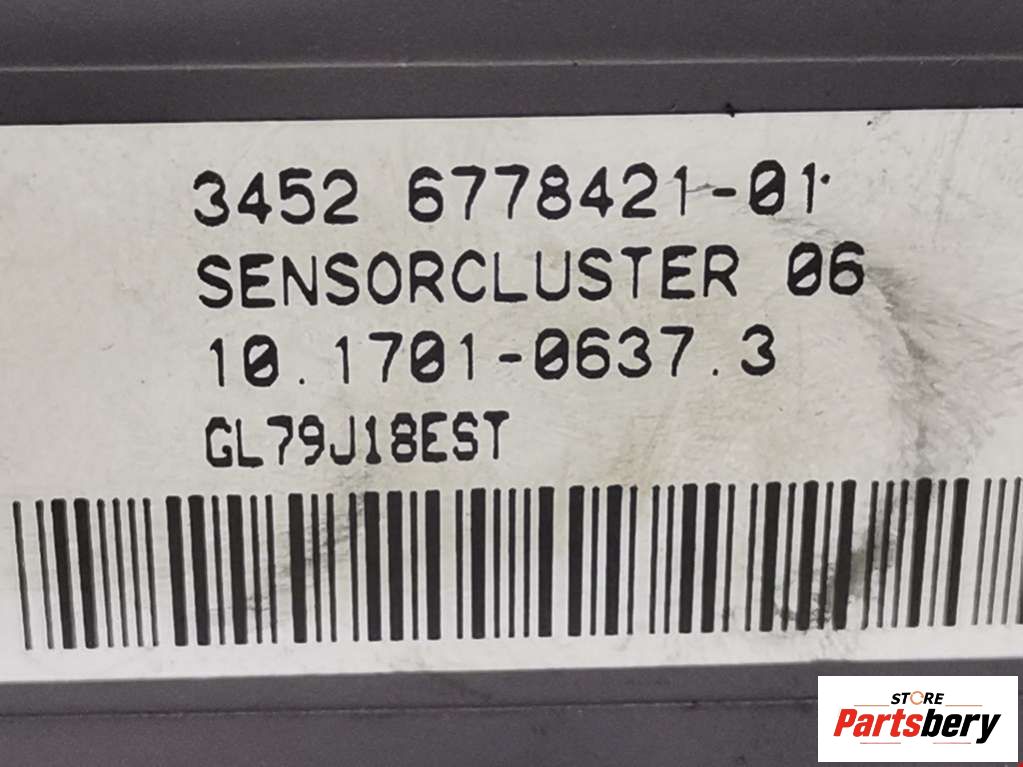 3452 6778421-01
SENSORCLUSTER 06
10.1701-0637.3
GL79J18EST
STORE
Partsbery